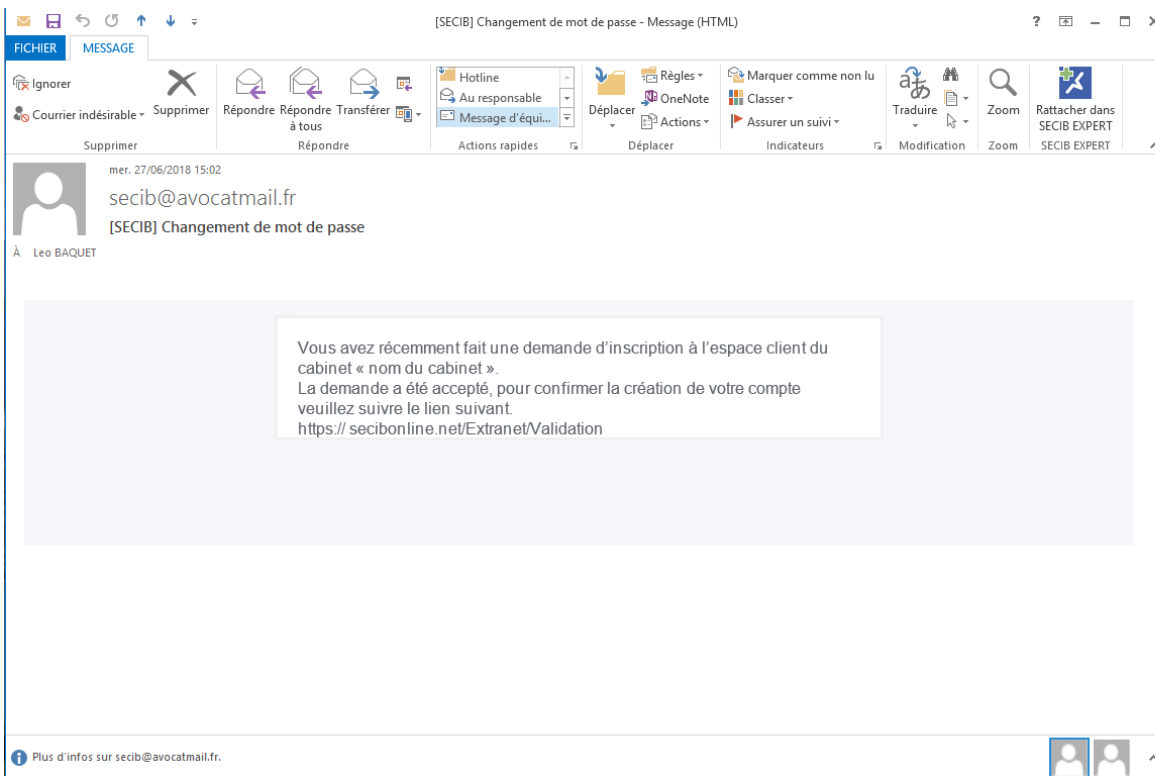 [SECIB] Changement de mot de passe - Message (HTML)
?
FICHIER MESSAGE
Ignorer
Courrier indésirable
Supprimer
Supprimer
Répondre Répondre à tous Transférer
Répondre
Hotline
Au responsable
Message d'équi...
Actions rapides
Déplacer
Règles
OneNote
Actions
Déplacer
Marquer comme non lu
Classer
Assurer un suivi
Indicateurs
Traduire
Modification
Zoom
Zoom
Rattacher dans
SECIB EXPERT
SECIB EXPERT
mer. 27/06/2018 15:02
secib@avocatmail.fr
[SECIB] Changement de mot de passe
À Leo BAQUET
Vous avez récemment fait une demande d’inscription à l’espace client du
cabinet « nom du cabinet ».
La demande a été accepté, pour confirmer la création de votre compte
veuillez suivre le lien suivant.
https:// secibonline.net/Extranet/Validation
Plus d'infos sur secib@avocatmail.fr.